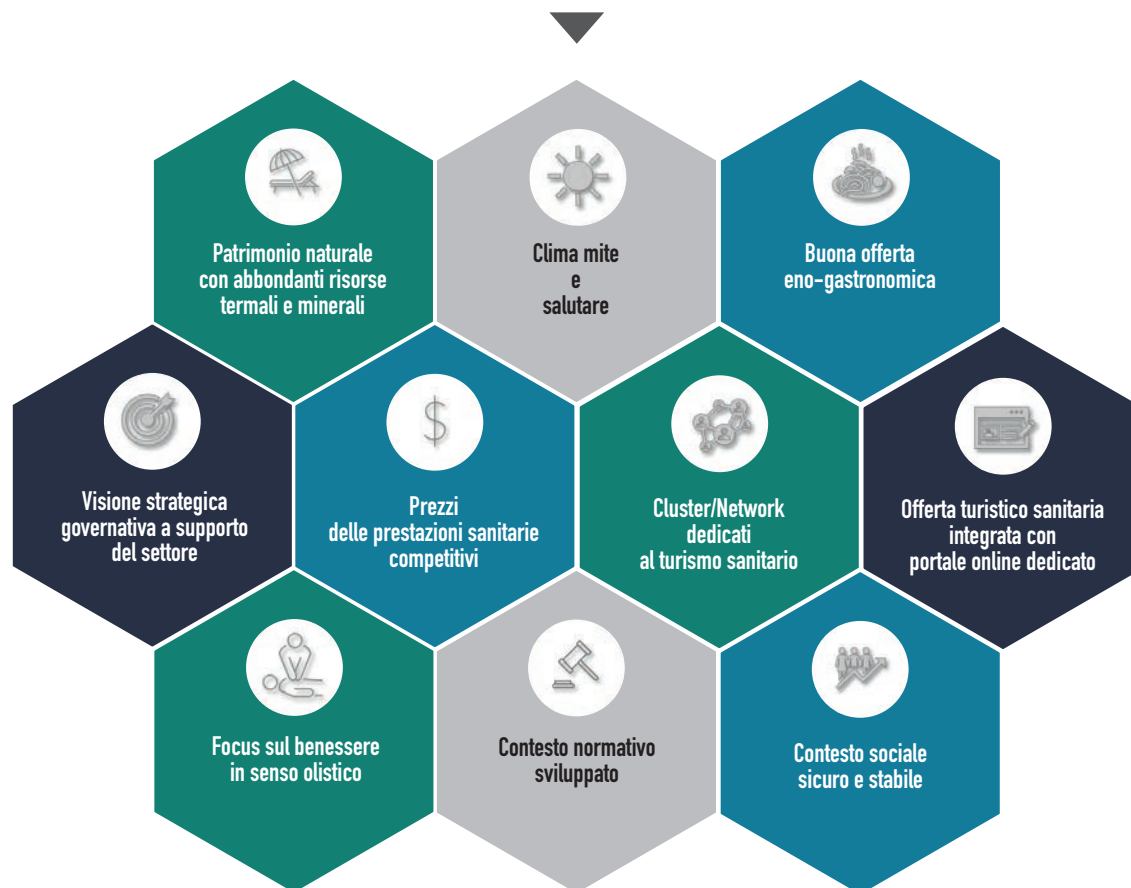 Patrimonio naturale
con abbondanti risorse
termali e minerali
Clima mite
e
salutare
Buona offerta
eno-gastronomica
Visione strategica
governativa a supporto
del settore
Prezzi
delle prestazioni sanitarie
competitivi
Cluster/Network
dedicati
al turismo sanitario
Offerta turistico sanitaria
integrata con
portale online dedicato
Focus sul benessere
in senso olistico
Contesto normativo
sviluppato
Contesto sociale
sicuro e stabile